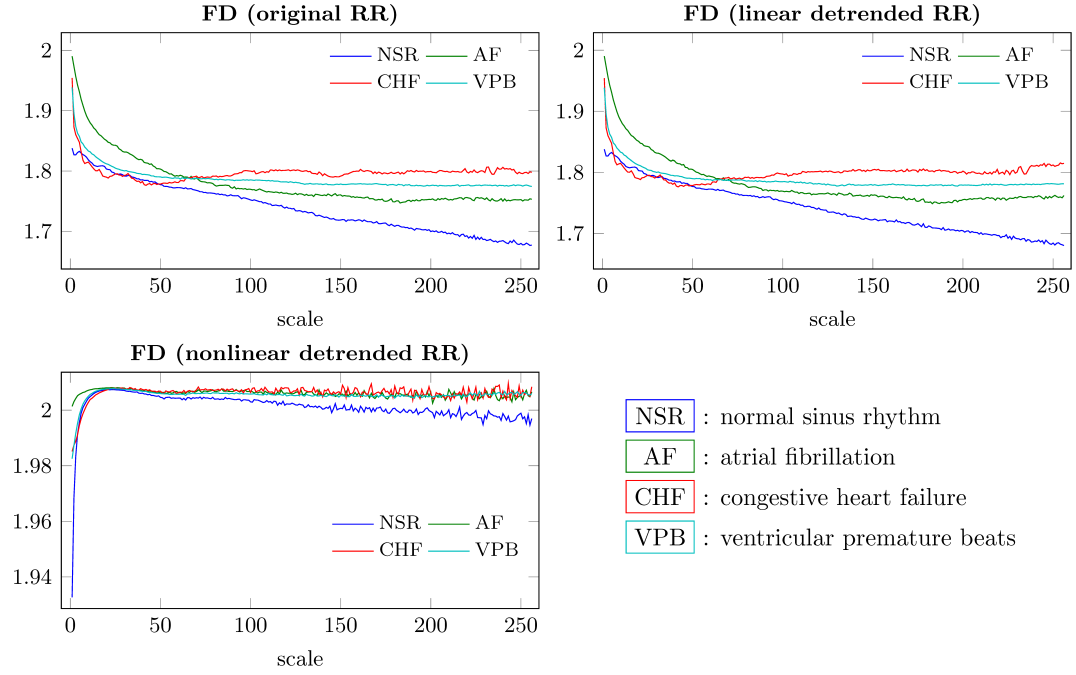 FD (original RR)
2
1.9
1.8
1.7
NSR AF
CHF VPB
0 50 100 150 200 250
scale
FD (linear detrended RR)
2
1.9
1.8
1.7
NSR AF
CHF VPB
0 50 100 150 200 250
scale
FD (nonlinear detrended RR)
2
1.98
1.96
1.94
NSR AF
CHF VPB
0 50 100 150 200 250
scale
NSR : normal sinus rhythm
AF : atrial fibrillation
CHF : congestive heart failure
VPB : ventricular premature beats